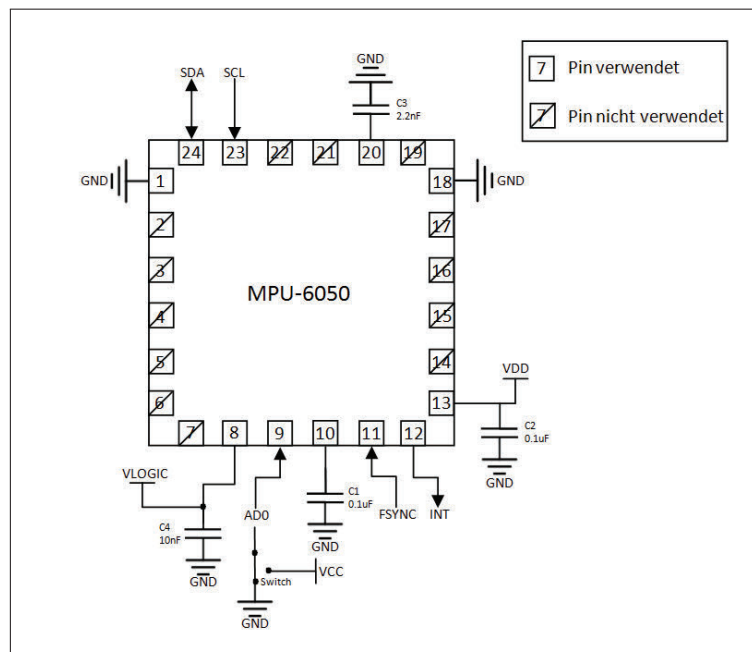 GND
SDA
SCL
C3
2.2nF
7 Pin verwendet
7 Pin nicht verwendet
24
23
22
21
20
19
GND
1
18
GND
2
17
3
16
MPU-6050
4
15
5
14
VDD
6
13
7
8
9
10
11
12
C2
0.1uF
GND
VLOGIC
C4
10nF
GND
AD0
C1
0.1uF
GND
FSYNC
INT
Switch
VCC
GND